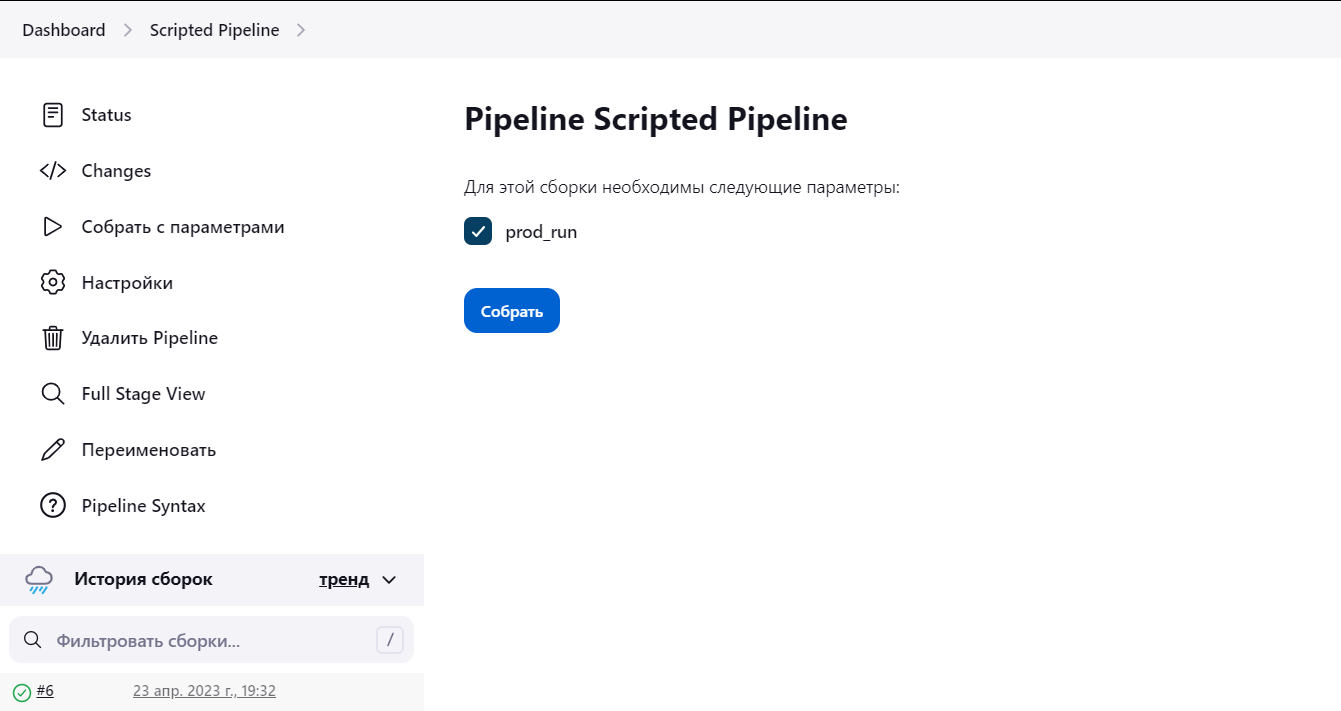 Dashboard
Scripted Pipeline
Status
Changes
Собрать с параметрами
Настройки
Удалить Pipeline
Full Stage View
Переименовать
Pipeline Syntax
История сборок
тренд
Фильтровать сборки...
/
#6
23 апр. 2023 г., 19:32
Pipeline Scripted Pipeline
Для этой сборки необходимы следующие параметры:
prod_run
Собрать